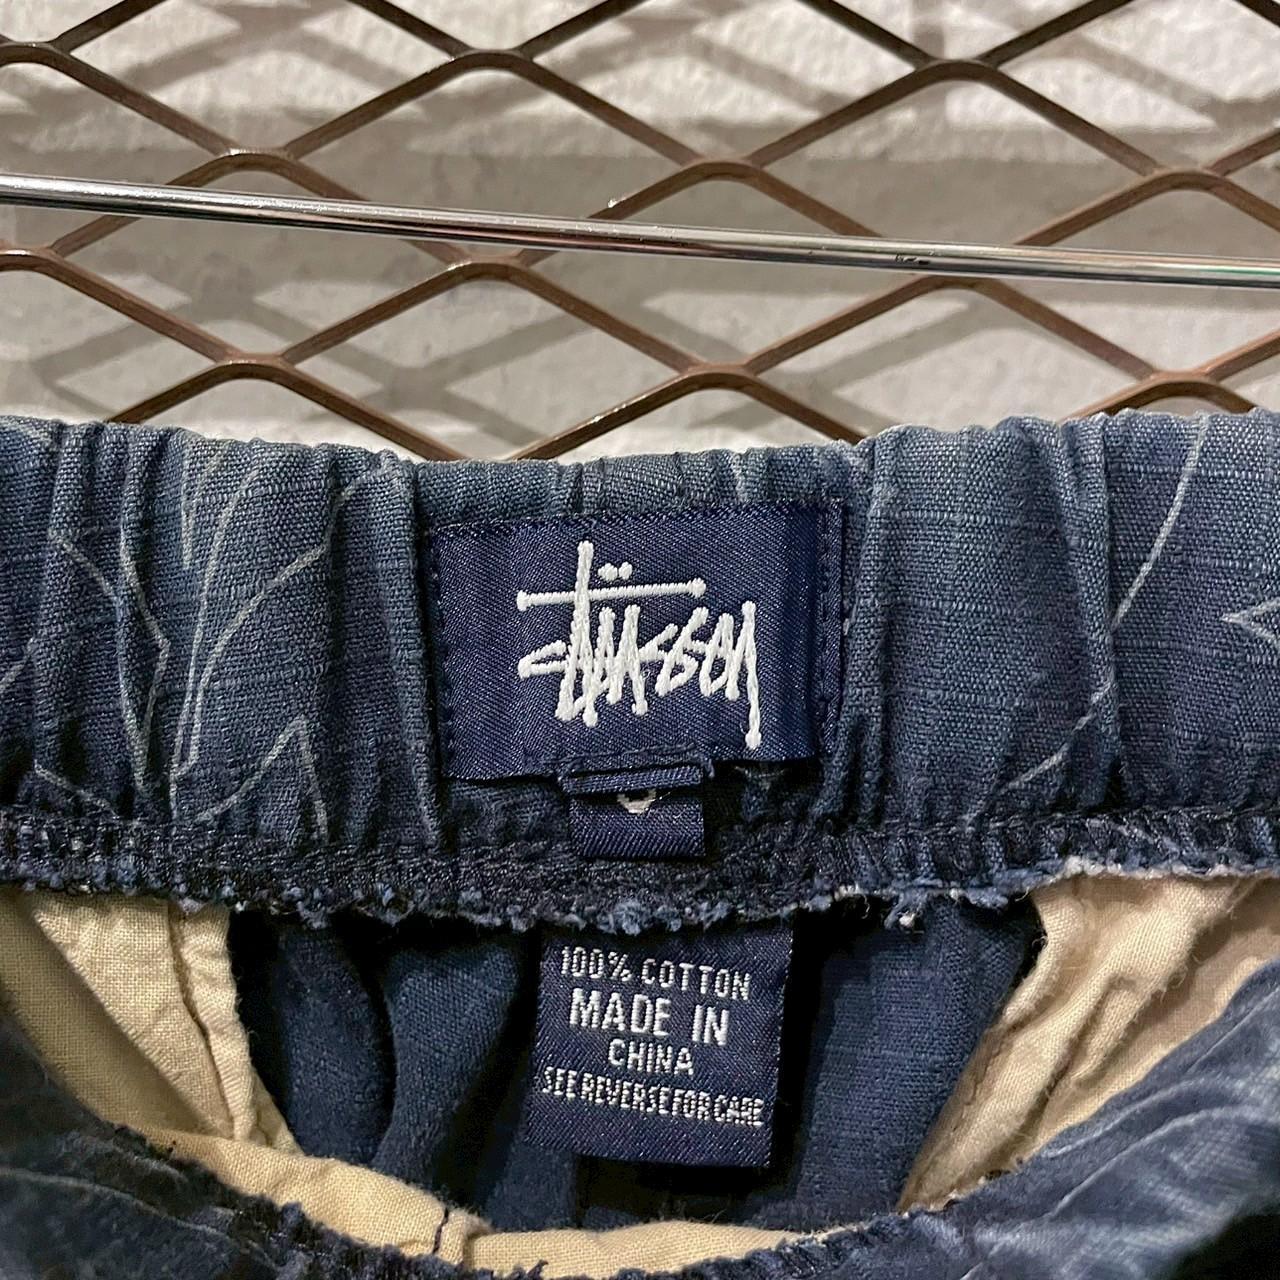 Stüssy
100% COTTON
MADE IN
CHINA
SEE REVERSE FOR CARE